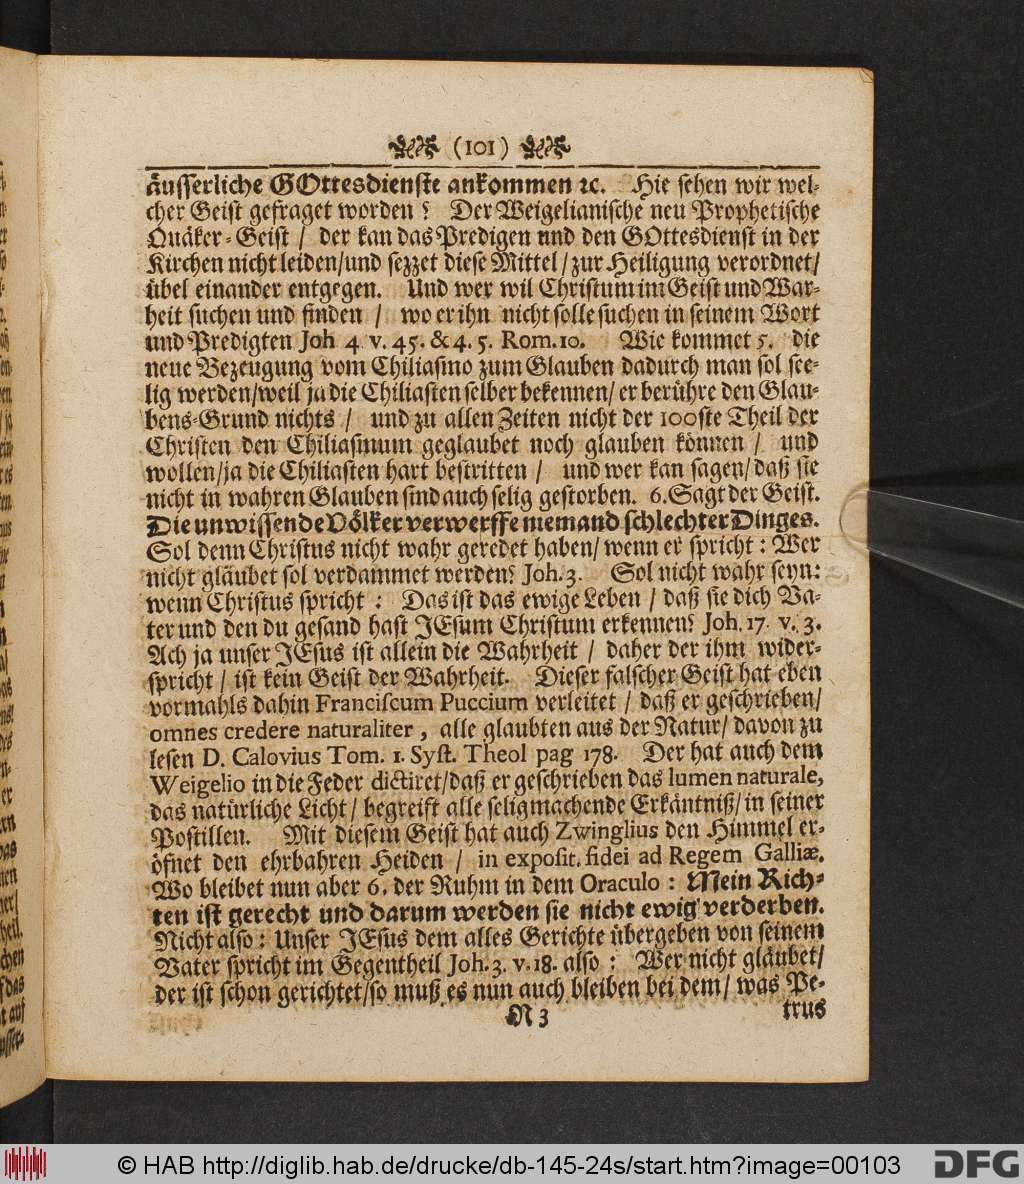 (101)
äusserliche GOttesdienste ankommen ꝛc. Hie sehen wir wel-
cher Geist gefraget worden? Der Weigelianische neu Prophetische
Quäker-Geist / der kan das Predigen und den GOttesdienst in der
Kirchen nicht leiden/und sezzet diese Mittel/zur Heiligung verordnet/
übel einander entgegen. Und wer wil Christum im Geist und War-
heit suchen und finden / wo er ihn nicht solle suchen in seinem Wort
und Predigten Joh 4 v. 45. & 4. 5. Rom. 10. Wie kommet 5. die
neue Bezeugung vom Chiliasmo zum Glauben dadurch man sol see-
lig werden/weil ja die Chiliasten selber bekennen/er berühre den Glau-
bens-Grund nichts / und zu allen Zeiten nicht der 100ste Theil der
Christen den Chiliasmum geglaubet noch glauben können / und
wollen/ja die Chiliasten hart bestritten / und wer kan sagen/daß sie
nicht in wahren Glauben sind auch selig gestorben. 6. Sagt der Geist.
Die unwissende Völker verwerffe niemand schlechter Dinges.
Sol denn Christus nicht wahr geredet haben/wenn er spricht: Wer
nicht gläubet sol verdammet werden? Joh. 3. Sol nicht wahr seyn:
wenn Christus spricht: Das ist das ewige Leben / daß sie dich Va-
ter und den du gesand hast JEsum Christum erkennen? Joh. 17. v. 3.
Ach ja unser JEsus ist allein die Wahrheit / daher der ihm wider-
spricht / ist kein Geist der Wahrheit. Dieser falscher Geist hat eben
vormahls dahin Franciscum Puccium verleitet / daß er geschrieben/
omnes credere naturaliter, alle glaubten aus der Natur/davon zu
lesen D. Calovius Tom. 1. Syst. Theol pag 178. Der hat auch dem
Weigelio in die Feder dictiret/daß er geschrieben das lumen naturale,
das natürliche Licht/begreift alle seligmachende Erkäntniß/in seiner
Postillen. Mit diesem Geist hat auch Zwinglius den Himmel er-
öfnet den ehrbahren Heiden / in exposit. fidei ad Regem Galliæ.
Wo bleibet nun aber 6. der Ruhm in dem Oraculo: Mein Rich-
ten ist gerecht und darum werden sie nicht ewig verderben.
Nicht also: Unser JEsus dem alles Gerichte übergeben von seinem
Vater spricht im Gegentheil Joh. 3. v. 18. also: Wer nicht gläubet/
der ist schon gerichtet/so muß es nun auch bleiben bei dem/was Pe-
N 3 trus
© HAB http://diglib.hab.de/drucke/db-145-24s/start.htm?image=00103
DFG